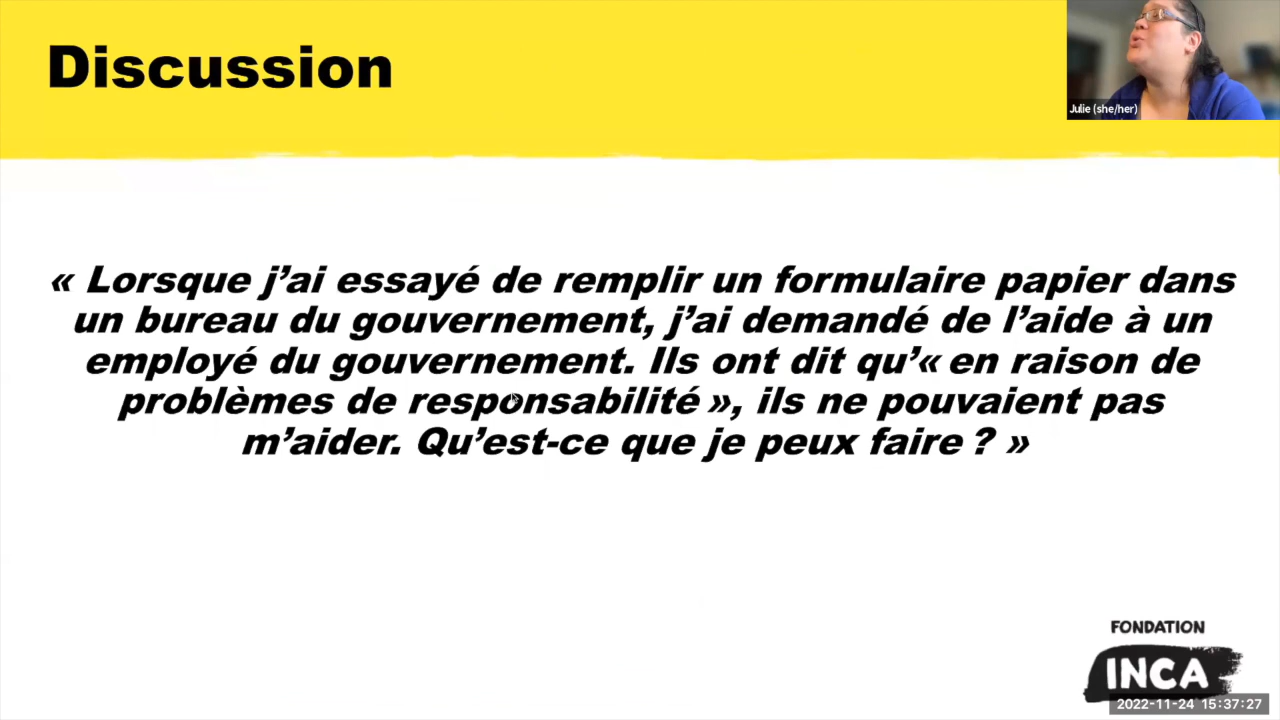 Discussion
Julie (she/her)
« Lorsque j’ai essayé de remplir un formulaire papier dans
un bureau du gouvernement, j’ai demandé de l’aide à un
employé du gouvernement. Ils ont dit qu’« en raison de
problèmes de responsabilité », ils ne pouvaient pas
m’aider. Qu’est-ce que je peux faire ? »
FONDATION
INCA
2022-11-24 15:37:27